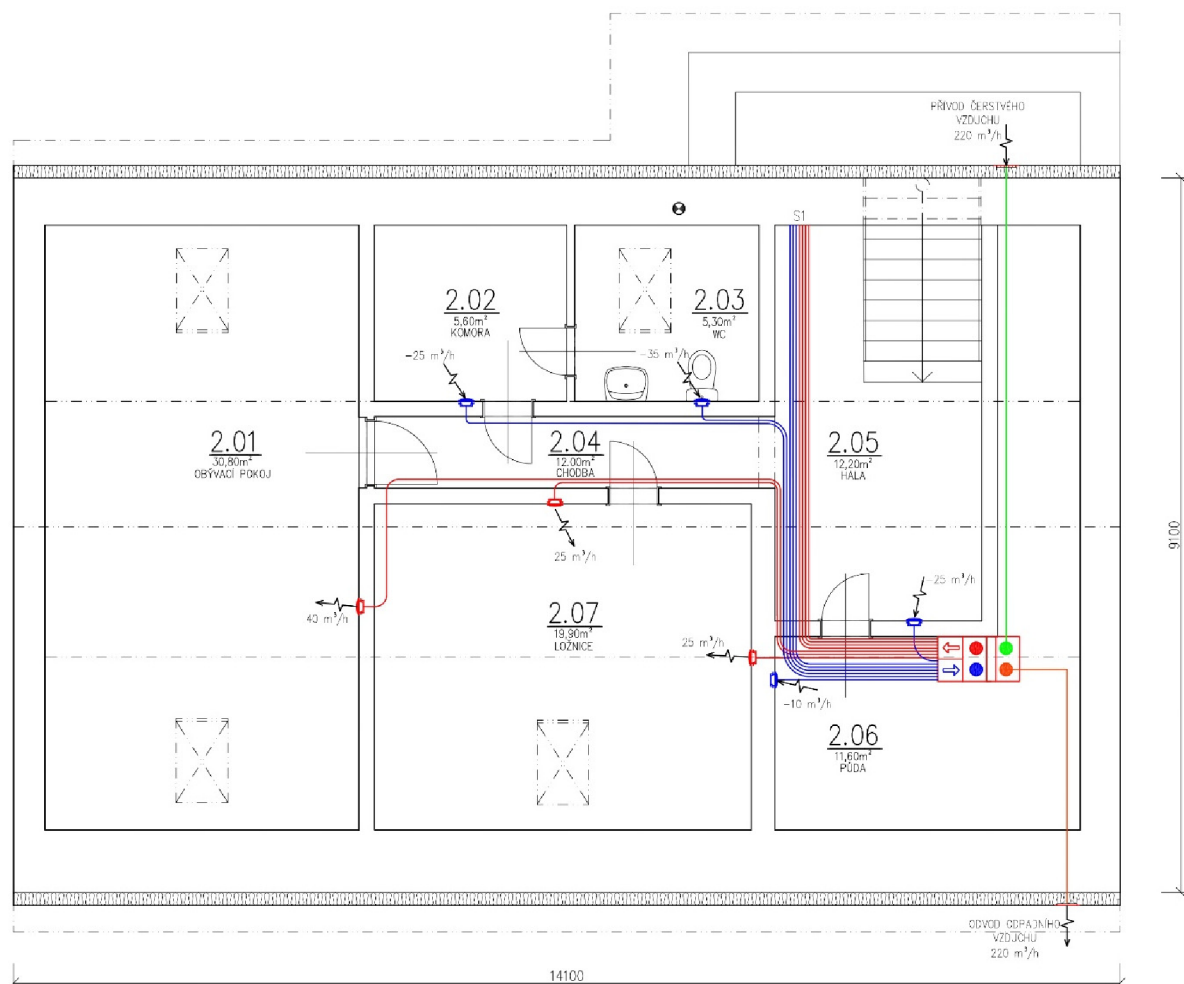 PŘÍVOD ČERSTVÉHO
VZDUCHU
220 m³/h
S1
2.02
5,60m²
KOMORA
2.03
5,30m²
WC
-25 m³/h
-35 m³/h
2.01
30,80m²
OBÝVACÍ POKOJ
2.04
12.00m²
CHODBA
2.05
12,20m²
HALA
9100
25 m³/h
-25 m³/h
40 m³/h
2.07
19,90m²
LOŽNICE
25 m³/h
-10 m³/h
2.06
11,60m²
PŮDA
ODVOD ODPADNÍHO
VZDUCHU
220 m³/h
14100